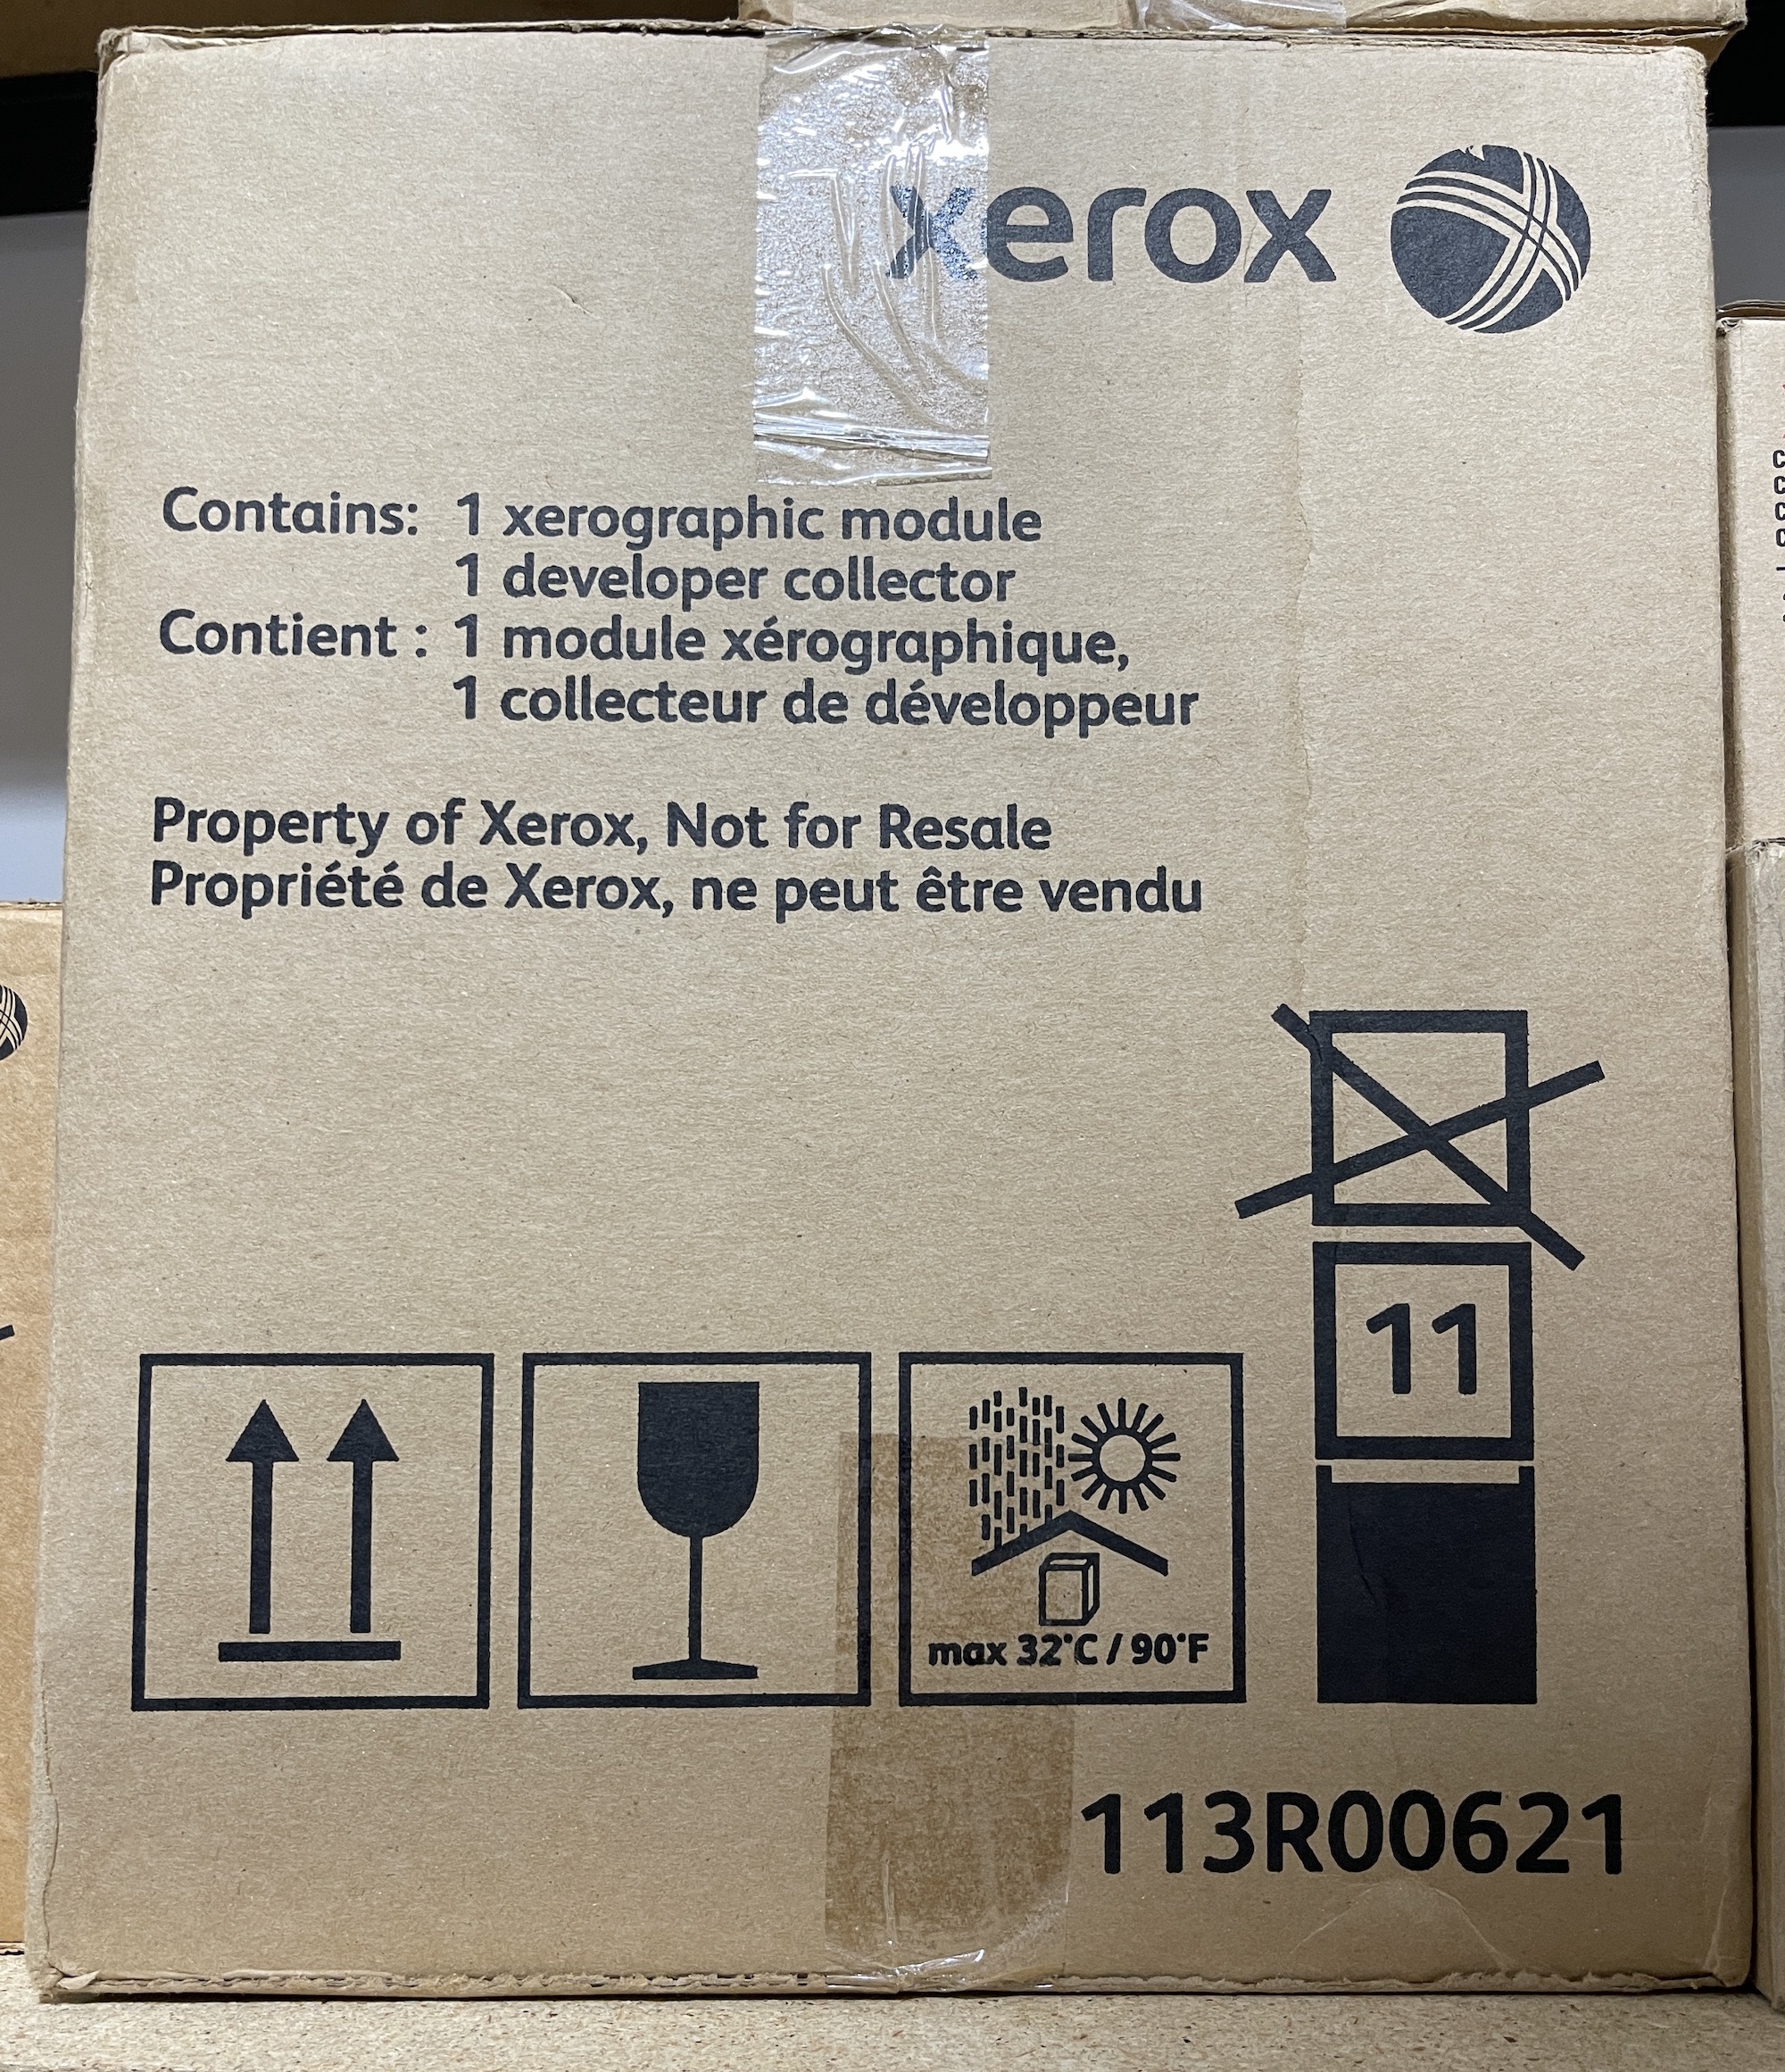 xerox
Contains: 1 xerographic module
1 developer collector
Contient : 1 module xérographique,
1 collecteur de développeur
Property of Xerox, Not for Resale
Propriété de Xerox, ne peut être vendu
11
max 32°C / 90°F
113R00621